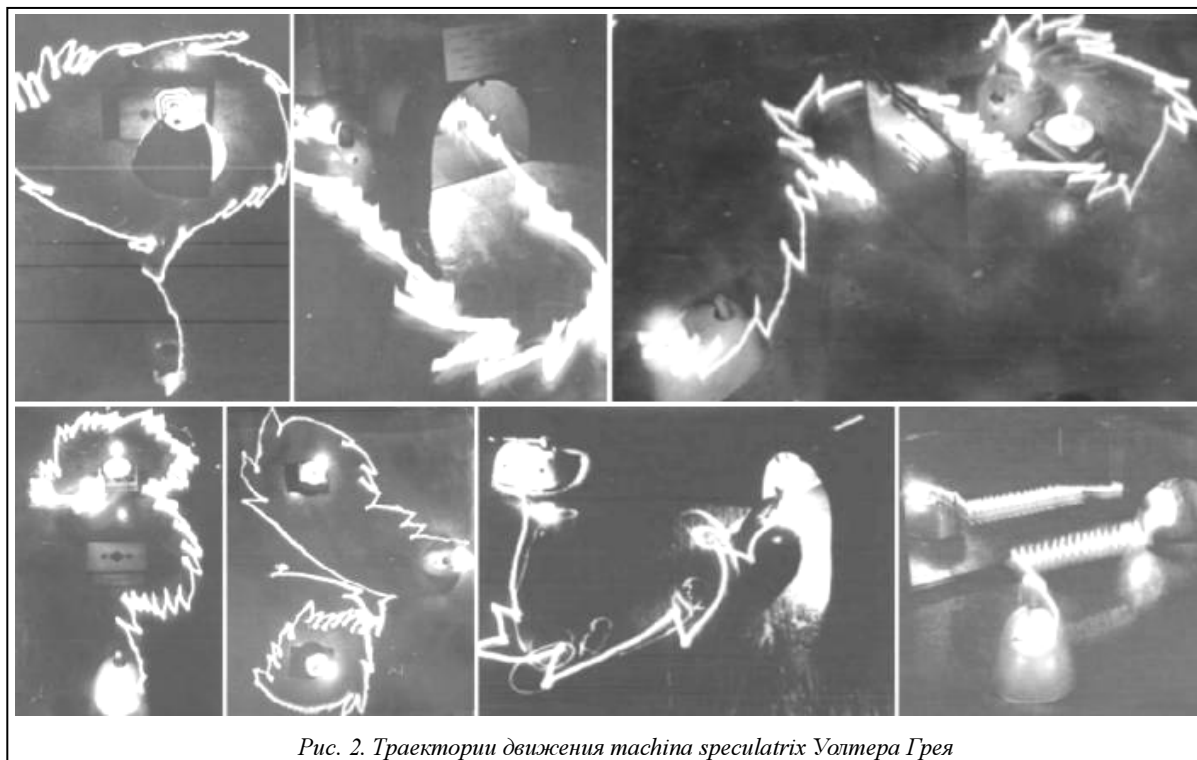 Рис. 2. Траектории движения machina speculatrix Уолтера Грея